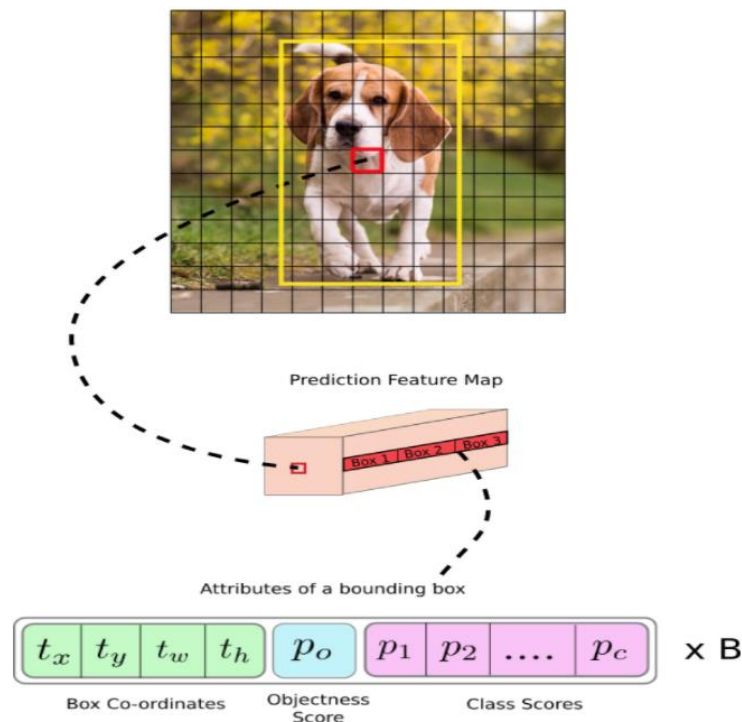 Prediction Feature Map
Box 1 Box 2 Box 3
Attributes of a bounding box
t_x t_y t_w t_h p_o p_1 p_2 .... p_c x B
Box Co-ordinates Objectness Score Class Scores